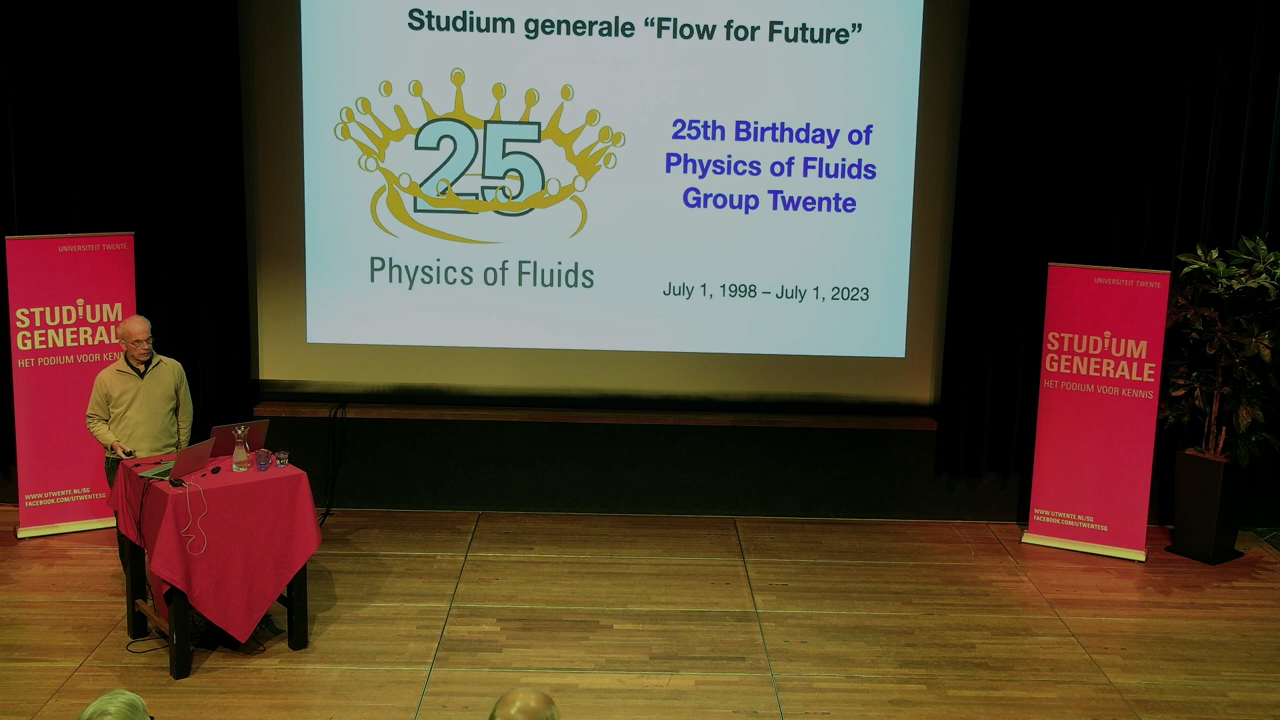 Studium generale “Flow for Future”
25
Physics of Fluids
25th Birthday of
Physics of Fluids
Group Twente
July 1, 1998 – July 1, 2023
UNIVERSITEIT TWENTE
STUDIUM
GENERAL
HET PODIUM VOOR KENN
WWW.UTWENTE.NL/SG
FACEBOOK.COM/UTWENTESG
UNIVERSITEIT TWENTE
STUDIUM
GENERALE
HET PODIUM VOOR KENNIS
WWW.UTWENTE.NL/SG
FACEBOOK.COM/UTWENTESG